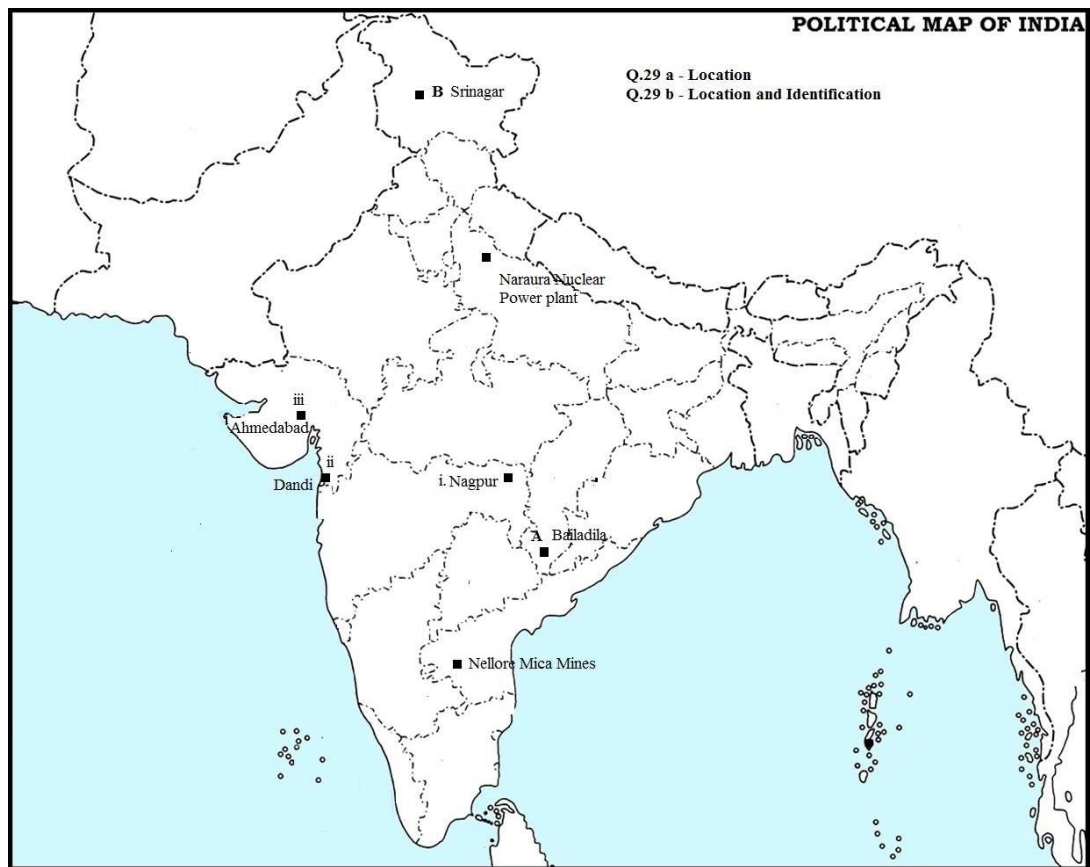 POLITICAL MAP OF INDIA
Q.29 a - Location
Q.29 b - Location and Identification
B Srinagar
Naraura Nuclear
Power plant
iii
Ahmedabad
ii
Dandi
i. Nagpur
A Bailadila
Nellore Mica Mines